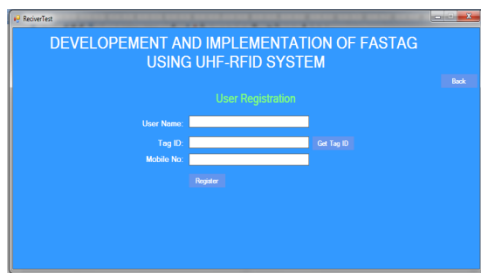 ReciverTest
DEVELOPEMENT AND IMPLEMENTATION OF FASTAG
USING UHF-RFID SYSTEM
Back
User Registration
User Name:
Tag ID:
Get Tag ID
Mobile No:
Register